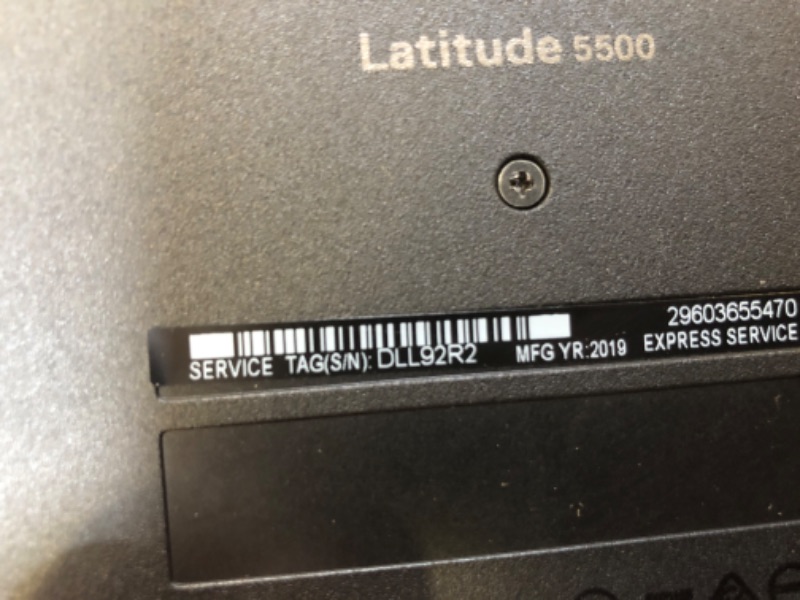 Latitude 5500
29603655470
SERVICE TAG(S/N): DLL92R2 MFG YR:2019 EXPRESS SERVICE